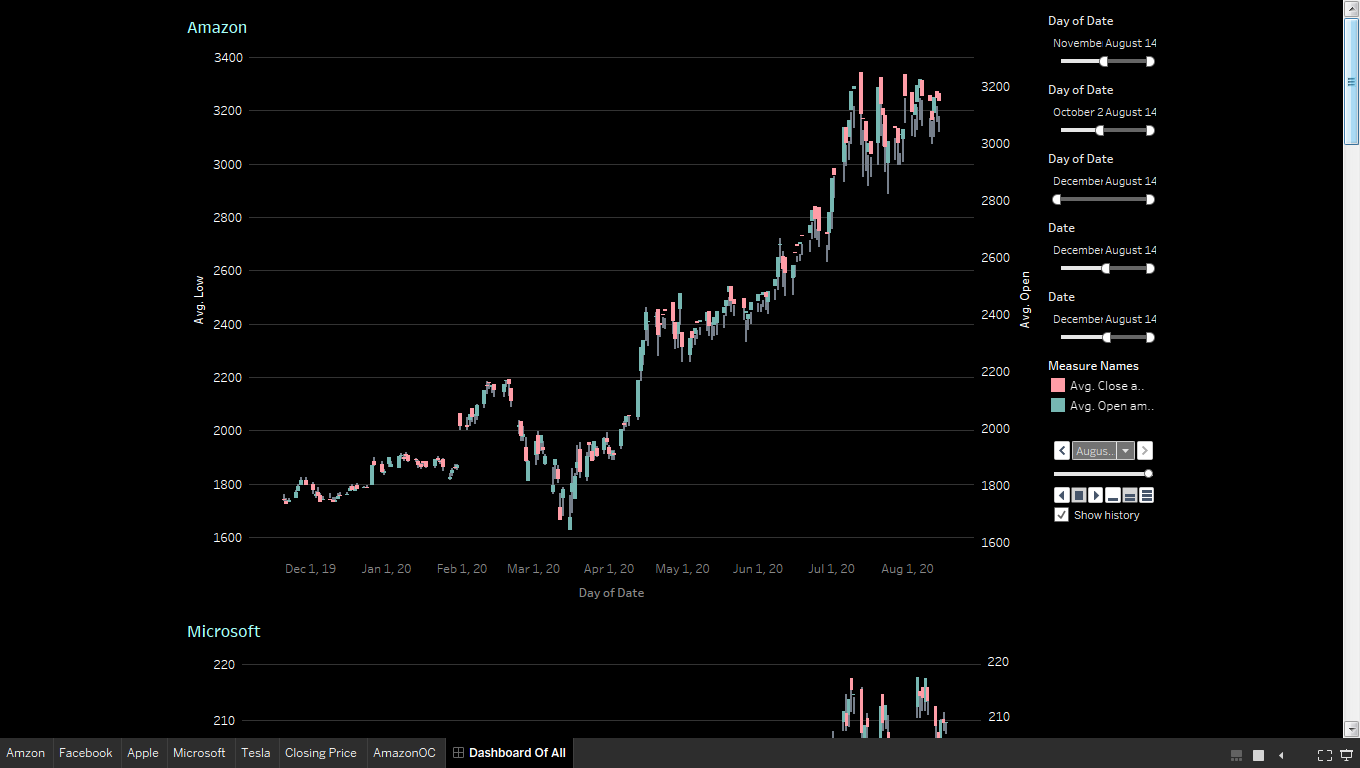 Amazon
3400
3200
3000
2800
2600
2400
2200
2000
1800
1600
Avg. Low
3200
3000
2800
2600
2400
2200
2000
1800
1600
Avg. Open
Dec 1, 19 Jan 1, 20 Feb 1, 20 Mar 1, 20 Apr 1, 20 May 1, 20 Jun 1, 20 Jul 1, 20 Aug 1, 20
Day of Date
Microsoft
220
210
220
210
Day of Date
Novembe August 14
Day of Date
October 2 August 14
Day of Date
December August 14
Date
December August 14
Date
December August 14
Measure Names
Avg. Close a..
Avg. Open am..
Augus..
Show history
Amzon Facebook Apple Microsoft Tesla Closing Price AmazonOC Dashboard Of All